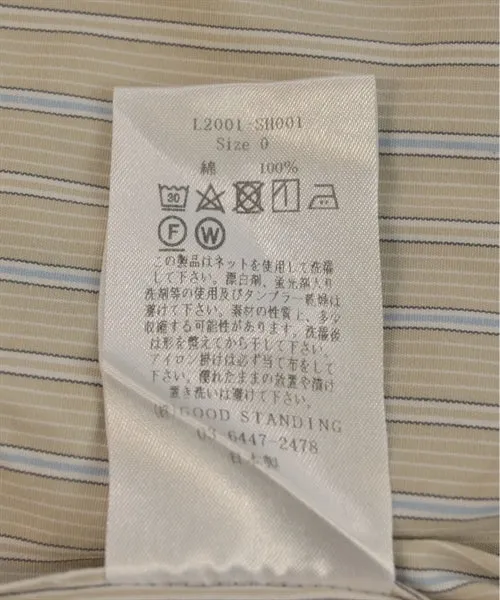 L2001-SH001
Size 0
綿 100%
30
F W
この製品はネットを使用して洗濯
して下さい。漂白剤、蛍光剤入り
洗剤等の使用及びタンブラー乾燥は
避けて下さい。素材の性質上、多少
収縮する可能性があります。洗濯後
は形を整えてから干して下さい。
アイロン掛けは必ず当て布をして
下さい。濡れたままの放置や漬け
置き洗いは避けて下さい。
(株)GOOD STANDING
03-6447-2478
日本製